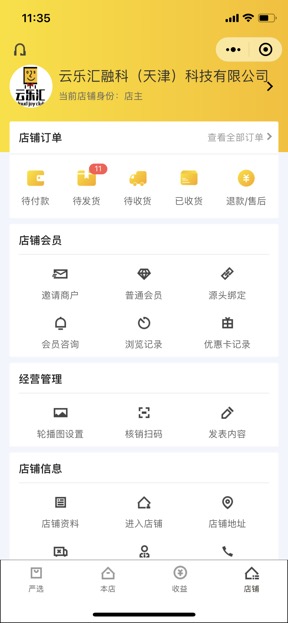 11:35
云乐汇
云乐汇融科（天津）科技有限公司
当前店铺身份：店主
店铺订单
查看全部订单
11
待付款 待发货 待收货 已收货 退款/售后
店铺会员
邀请商户 普通会员 源头绑定
会员咨询 浏览记录 优惠卡记录
经营管理
轮播图设置 核销扫码 发表内容
店铺信息
店铺资料 进入店铺 店铺地址
严选 本店 收益 店铺